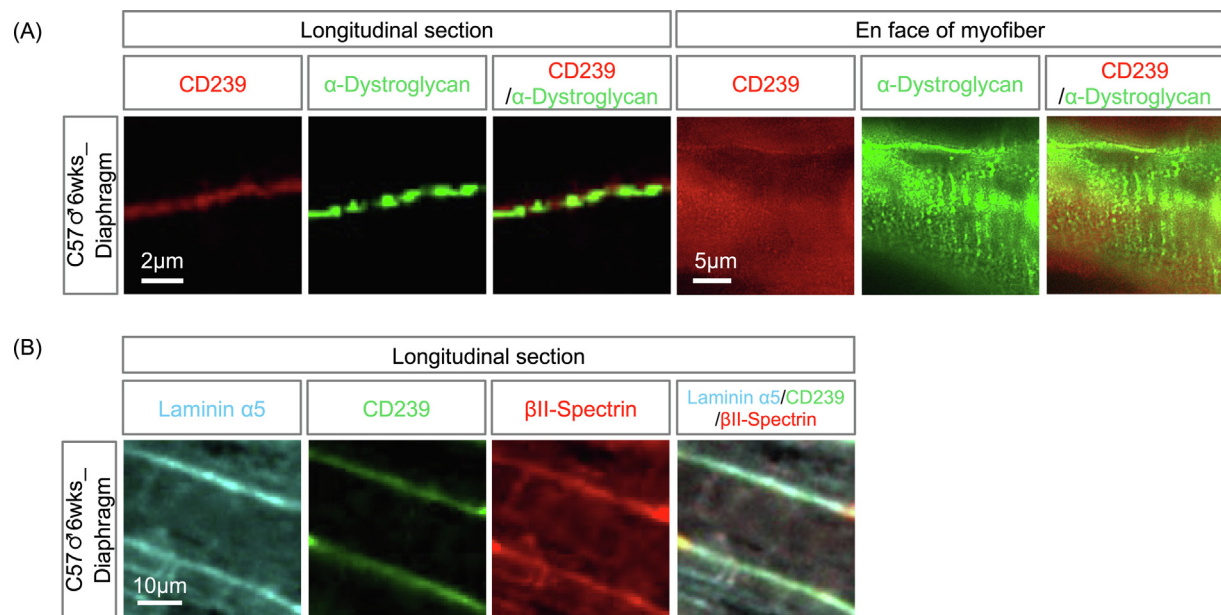 (A)
Longitudinal section
En face of myofiber
CD239
α-Dystroglycan
CD239
/α-Dystroglycan
CD239
α-Dystroglycan
CD239
/α-Dystroglycan
C57♂6wks_
Diaphragm
2μm
5μm
(B)
Longitudinal section
Laminin α5
CD239
βII-Spectrin
Laminin α5/CD239
/βII-Spectrin
C57♂6wks_
Diaphragm
10μm